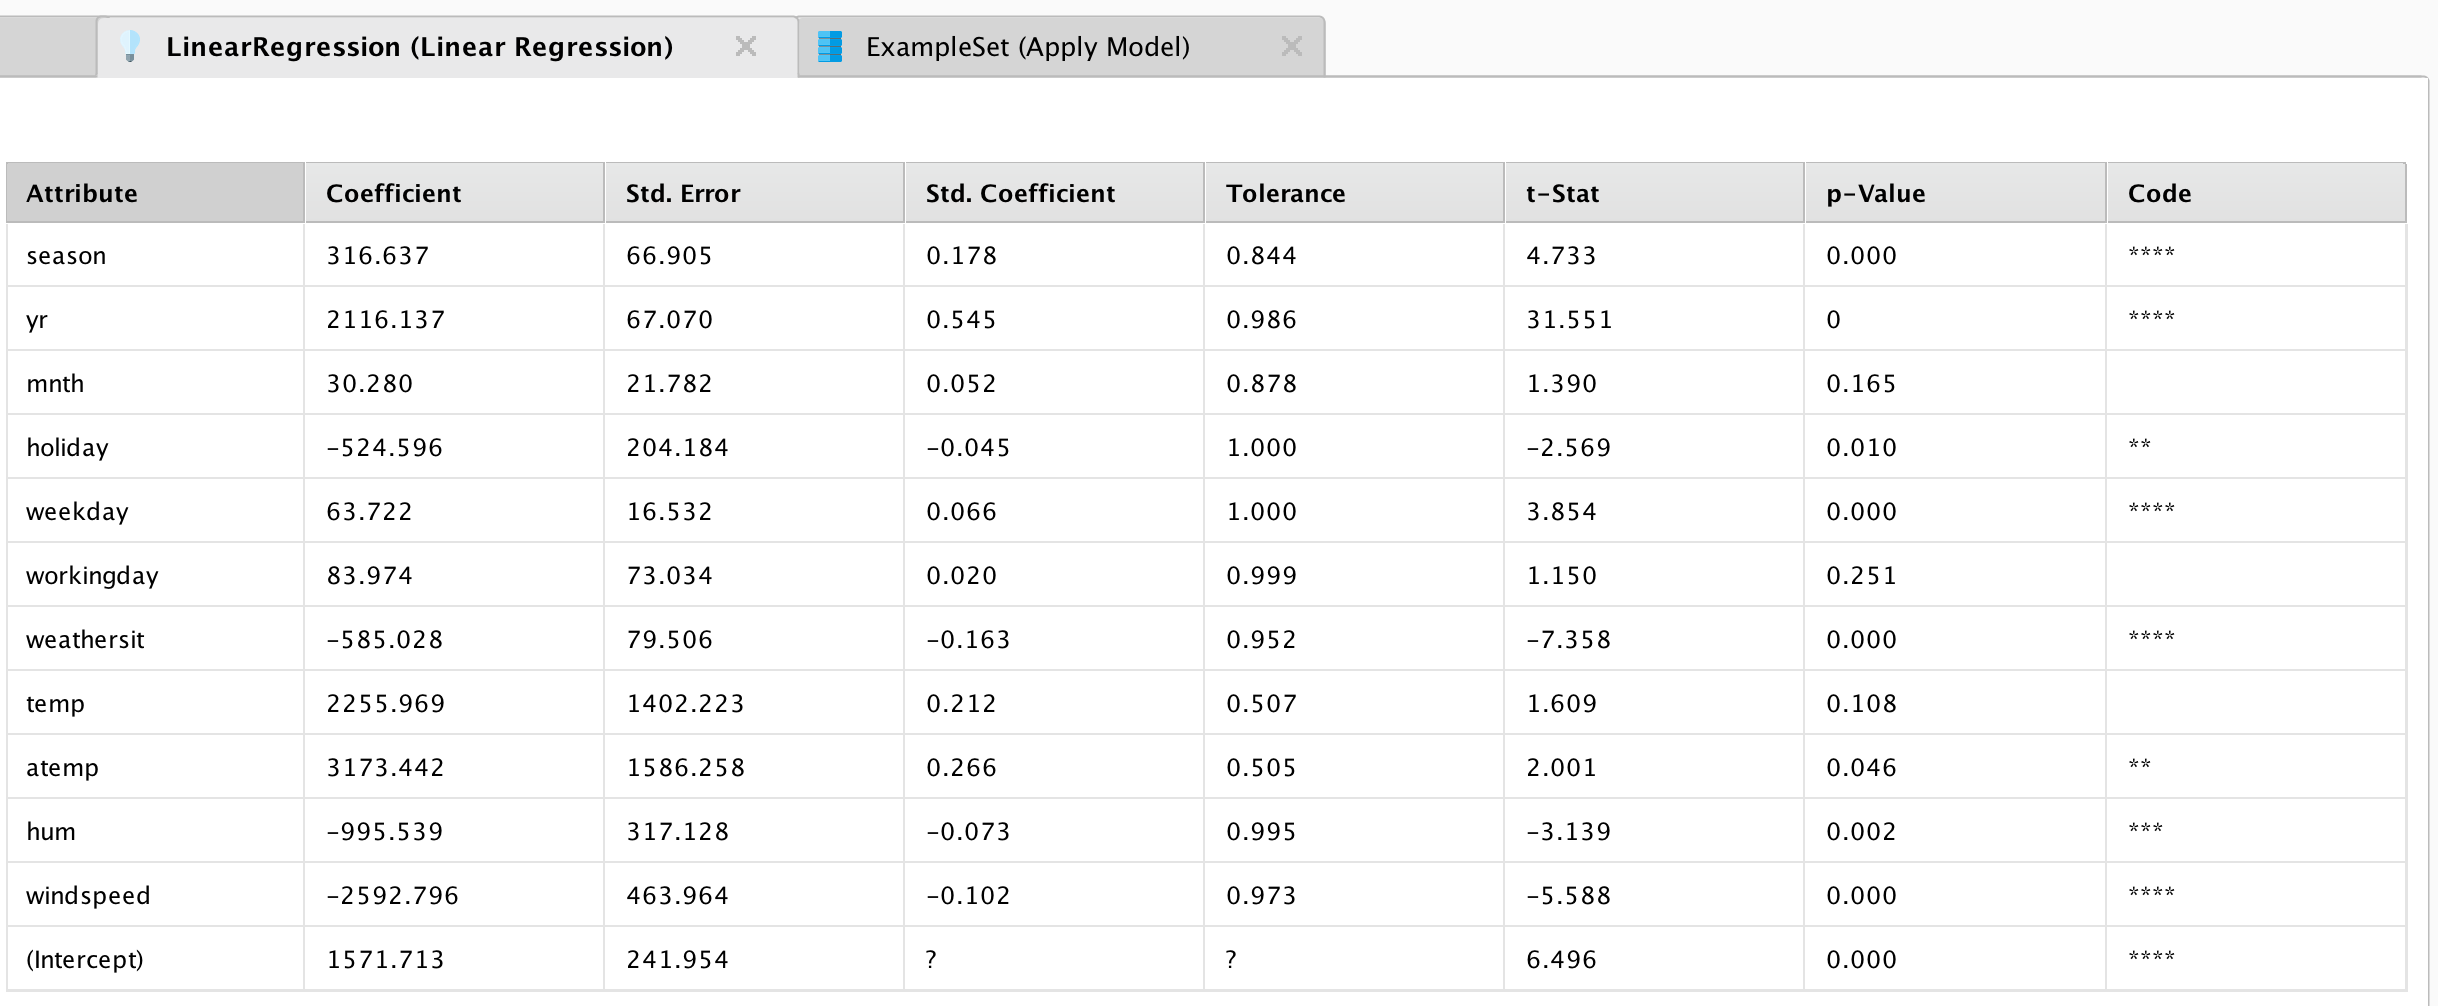 LinearRegression (Linear Regression) ExampleSet (Apply Model)
Attribute Coefficient Std. Error Std. Coefficient Tolerance t-Stat p-Value Code
season 316.637 66.905 0.178 0.844 4.733 0.000 ****
yr 2116.137 67.070 0.545 0.986 31.551 0 ****
mnth 30.280 21.782 0.052 0.878 1.390 0.165
holiday -524.596 204.184 -0.045 1.000 -2.569 0.010 **
weekday 63.722 16.532 0.066 1.000 3.854 0.000 ****
workingday 83.974 73.034 0.020 0.999 1.150 0.251
weathersit -585.028 79.506 -0.163 0.952 -7.358 0.000 ****
temp 2255.969 1402.223 0.212 0.507 1.609 0.108
atemp 3173.442 1586.258 0.266 0.505 2.001 0.046 **
hum -995.539 317.128 -0.073 0.995 -3.139 0.002 ***
windspeed -2592.796 463.964 -0.102 0.973 -5.588 0.000 ****
(Intercept) 1571.713 241.954 ? ? 6.496 0.000 ****